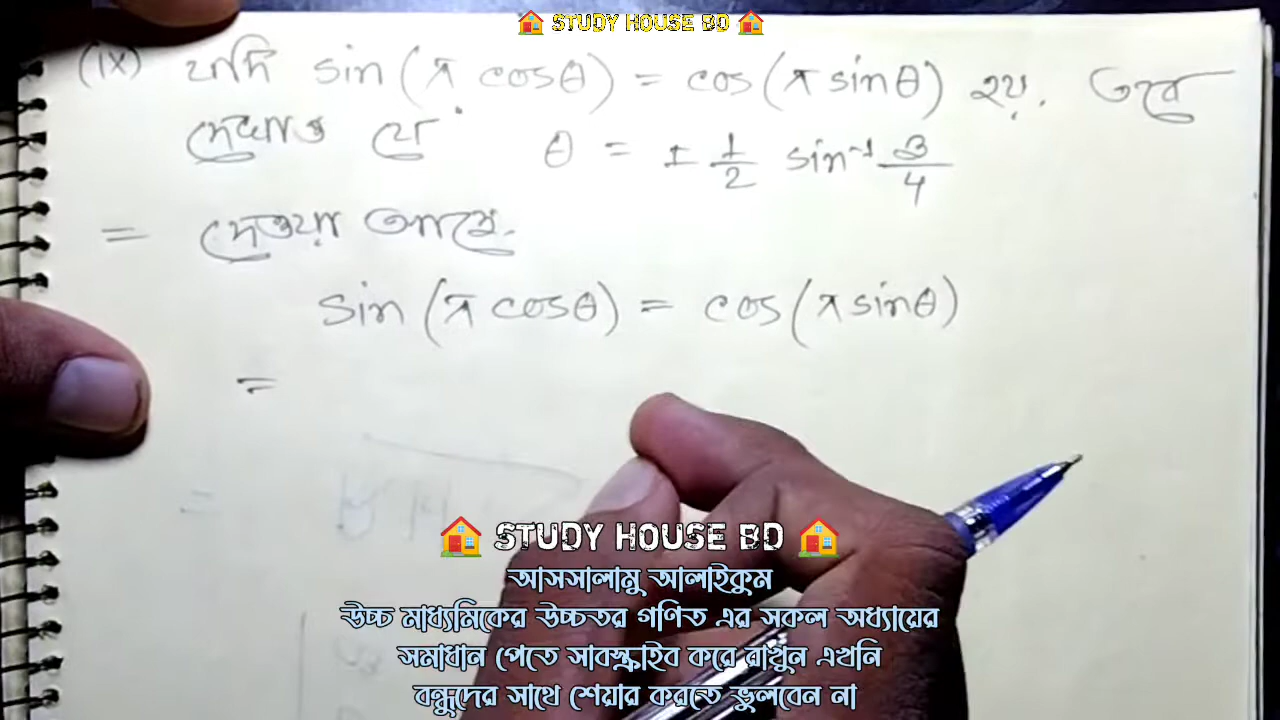 🏠 STUDY HOUSE BD 🏠
(ix) যদি sin(π cosθ) = cos(π sinθ) হয়, তবে
দেখাও যে θ = ± 1/2 sin⁻¹ 3/4
= দেওয়া আছে,
sin(π cosθ) = cos(π sinθ)
=
🏠 STUDY HOUSE BD 🏠
আসসালামু আলাইকুম
উচ্চ মাধ্যমিকের উচ্চতর গণিত এর সকল অধ্যায়ের
সমাধান পেতে সাবস্ক্রাইব করে রাখুন এখনি
বন্ধুদের সাথে শেয়ার করতে ভুলবেন না